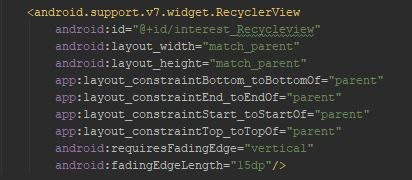 <android.support.v7.widget.RecyclerView
android:id="@+id/interest_Recycleview"
android:layout_width="match_parent"
android:layout_height="match_parent"
app:layout_constraintBottom_toBottomOf="parent"
app:layout_constraintEnd_toEndOf="parent"
app:layout_constraintStart_toStartOf="parent"
app:layout_constraintTop_toTopOf="parent"
android:requiresFadingEdge="vertical"
android:fadingEdgeLength="15dp"/>